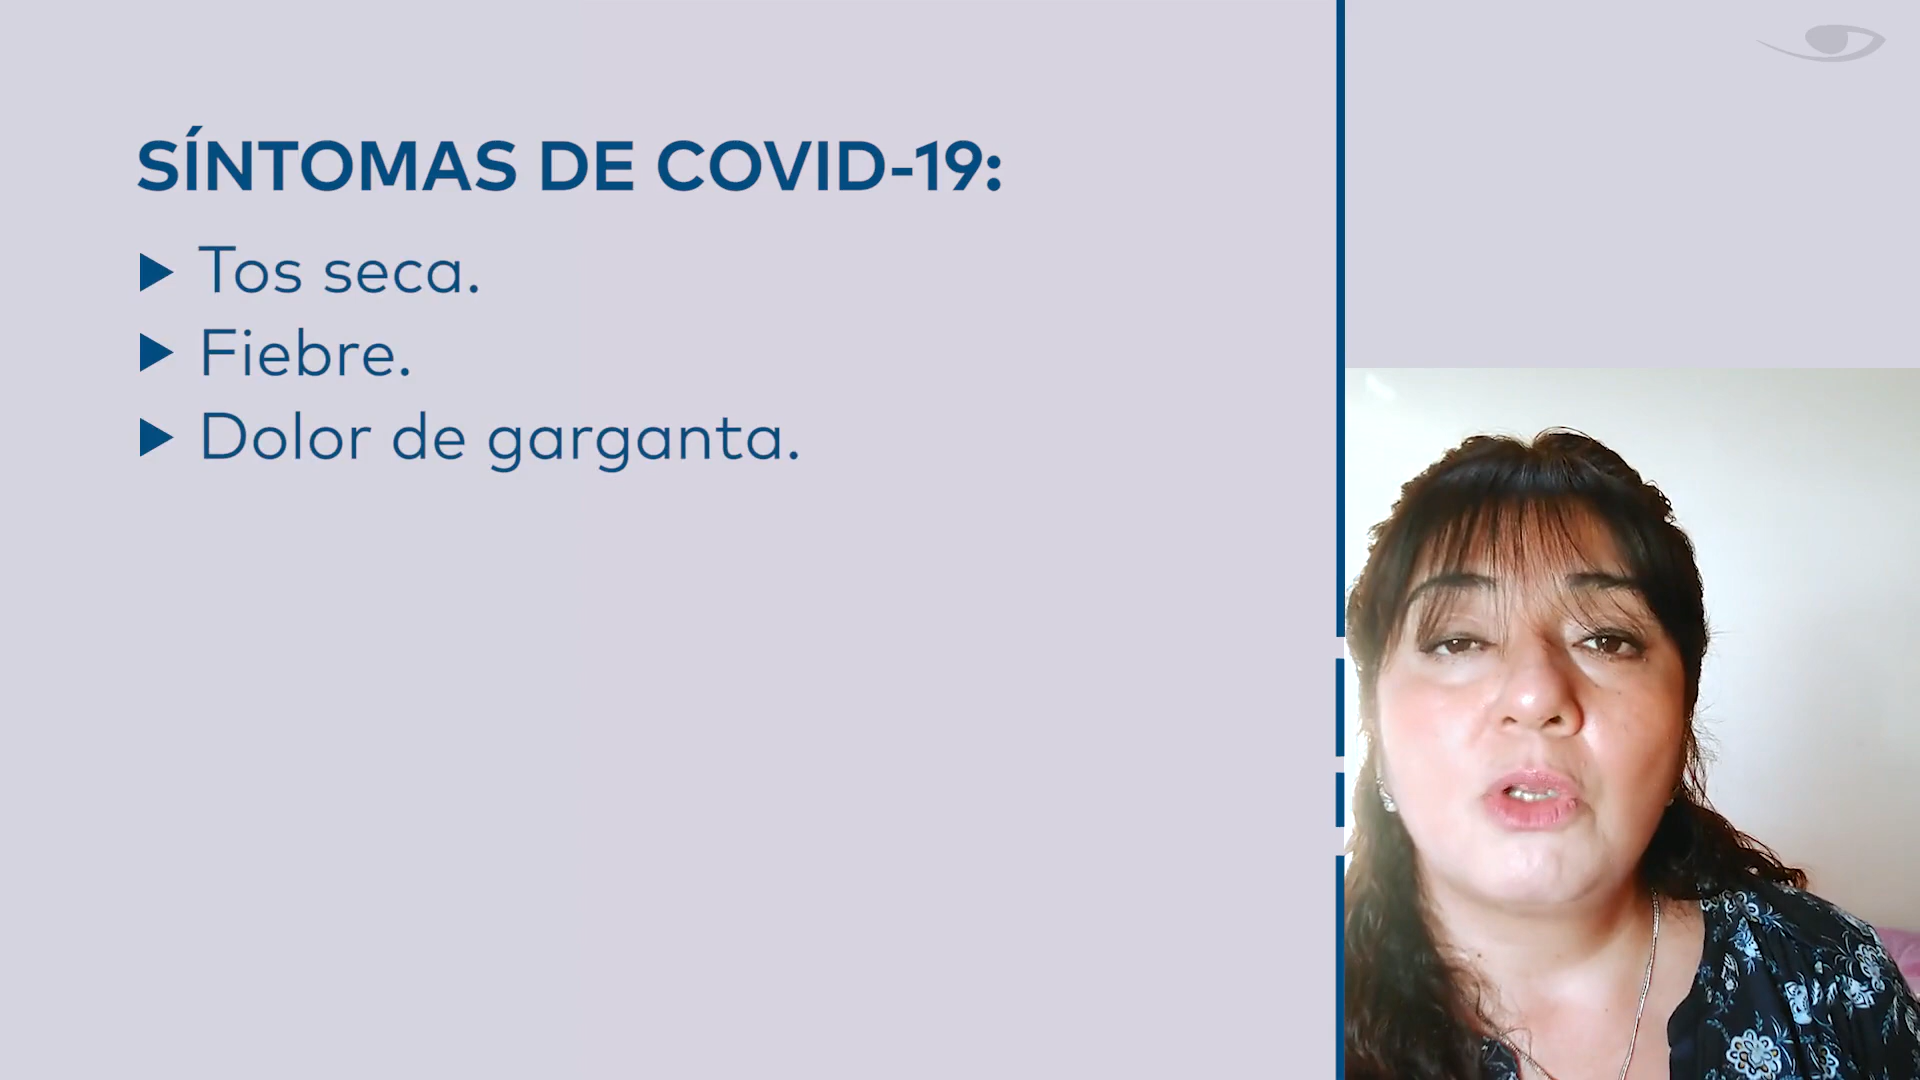 SÍNTOMAS DE COVID-19:
Tos seca.
Fiebre.
Dolor de garganta.